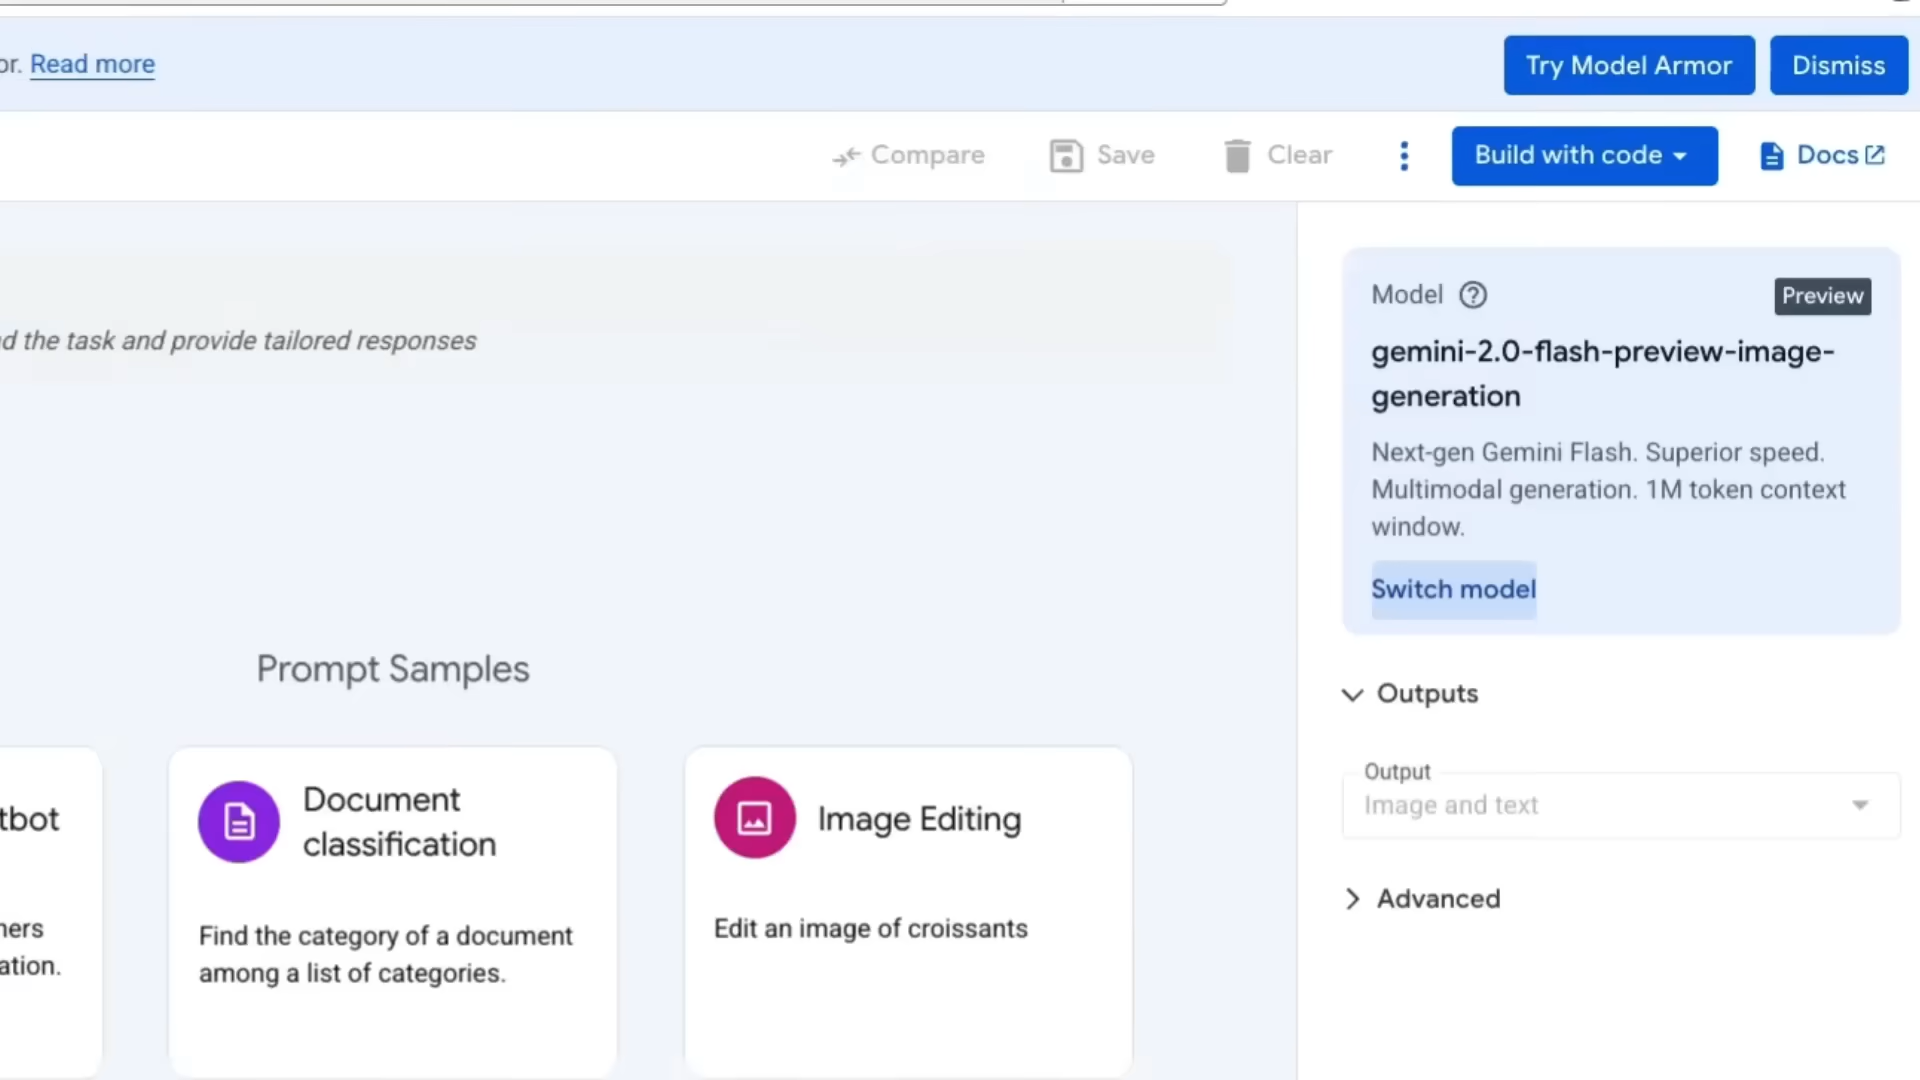 or. Read more
Try Model Armor
Dismiss
Compare
Save
Clear
Build with code
Docs
the task and provide tailored responses
Model
Preview
gemini-2.0-flash-preview-image-
generation
Next-gen Gemini Flash. Superior speed.
Multimodal generation. 1M token context
window.
Switch model
Prompt Samples
Outputs
Output
Image and text
Advanced
tbot
Document
classification
Find the category of a document
among a list of categories.
Image Editing
Edit an image of croissants
ation.